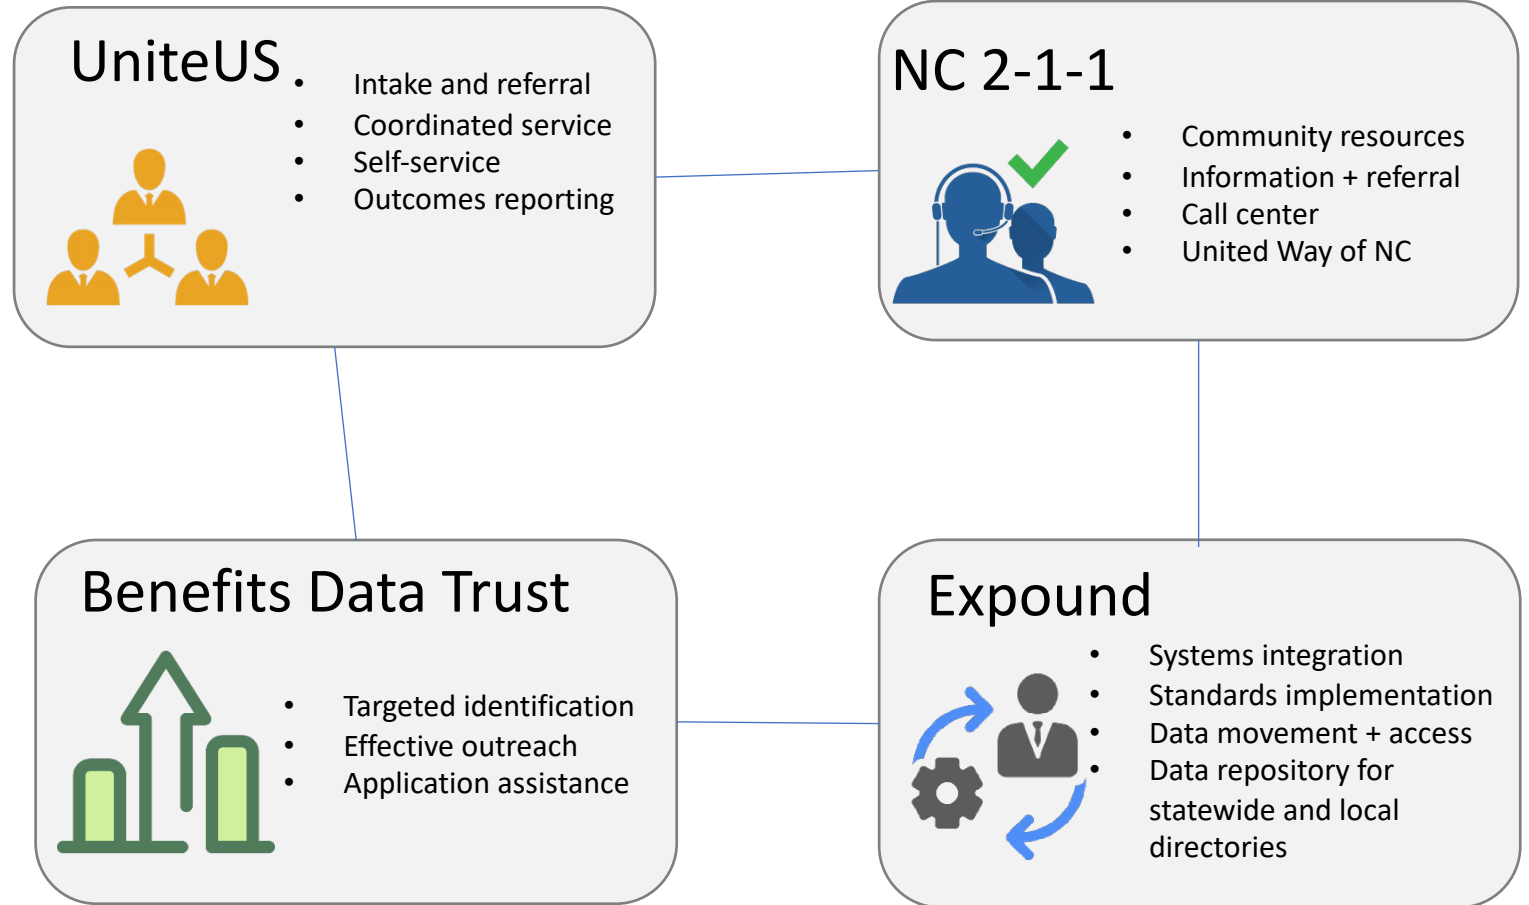 UniteUS
• Intake and referral
• Coordinated service
• Self-service
• Outcomes reporting
NC 2-1-1
• Community resources
• Information + referral
• Call center
• United Way of NC
Benefits Data Trust
• Targeted identification
• Effective outreach
• Application assistance
Expound
• Systems integration
• Standards implementation
• Data movement + access
• Data repository for
statewide and local
directories